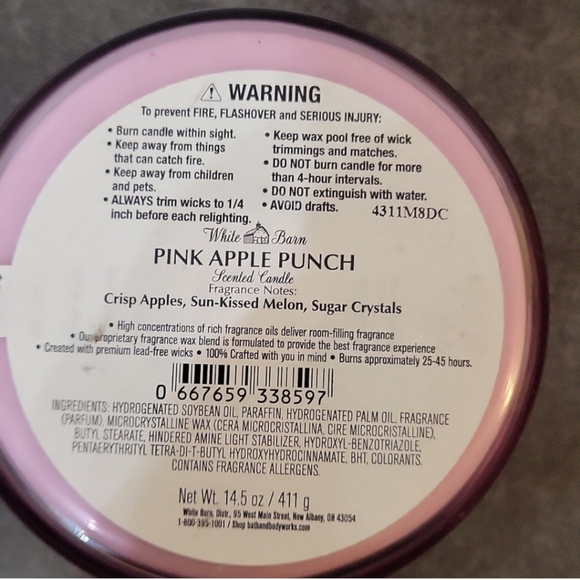 ⚠ WARNING
To prevent FIRE, FLASHOVER and SERIOUS INJURY:
• Burn candle within sight.
• Keep away from things
that can catch fire.
• Keep away from children
and pets.
• ALWAYS trim wicks to 1/4
inch before each relighting.
• Keep wax pool free of wick
trimmings and matches.
• DO NOT burn candle for more
than 4-hour intervals.
• DO NOT extinguish with water.
• AVOID drafts.
4311M8DC
White Barn
PINK APPLE PUNCH
Scented Candle
Fragrance Notes:
Crisp Apples, Sun-Kissed Melon, Sugar Crystals
• High concentrations of rich fragrance oils deliver room-filling fragrance
• Our proprietary fragrance wax blend is formulated to provide the best fragrance experience
• Created with premium lead-free wicks • 100% Crafted with you in mind • Burns approximately 25-45 hours.
0 667659 338597
INGREDIENTS: HYDROGENATED SOYBEAN OIL, PARAFFIN, HYDROGENATED PALM OIL, FRAGRANCE
(PARFUM), MICROCRYSTALLINE WAX (CERA MICROCRISTALLINA, CIRE MICROCRISTALLINE),
BUTYL STEARATE, HINDERED AMINE LIGHT STABILIZER, HYDROXYL-BENZOTRIAZOLE,
PENTAERYTHRITYL TETRA-DI-T-BUTYL HYDROXYHYDROCINNAMATE, BHT, COLORANTS.
CONTAINS FRAGRANCE ALLERGENS.
Net Wt. 14.5 oz / 411 g
White Barn, Distr., 95 West Main Street, New Albany, OH 43054
1-800-395-1001 / Shop bathandbodyworks.com